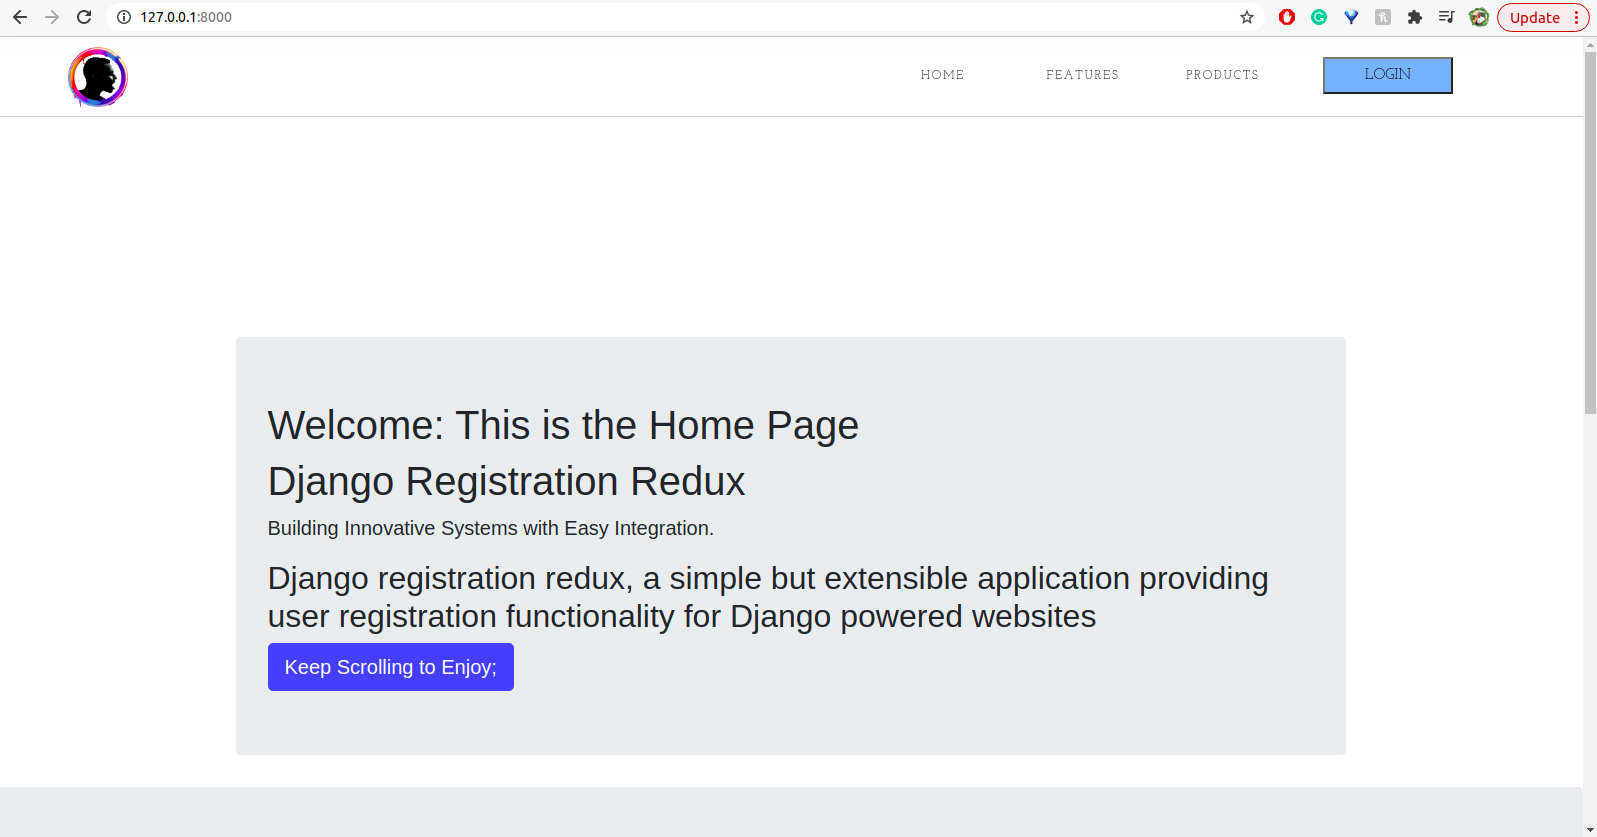 127.0.0.1:8000
Update
HOME FEATURES PRODUCTS LOGIN
Welcome: This is the Home Page
Django Registration Redux
Building Innovative Systems with Easy Integration.
Django registration redux, a simple but extensible application providing
user registration functionality for Django powered websites
Keep Scrolling to Enjoy;